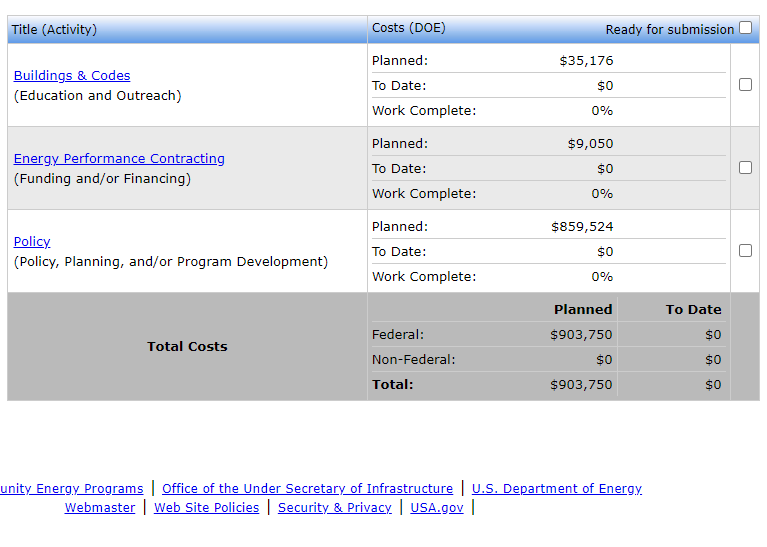 Title (Activity) Costs (DOE) Ready for submission
Buildings & Codes
(Education and Outreach)
Planned: $35,176
To Date: $0
Work Complete: 0%
Energy Performance Contracting
(Funding and/or Financing)
Planned: $9,050
To Date: $0
Work Complete: 0%
Policy
(Policy, Planning, and/or Program Development)
Planned: $859,524
To Date: $0
Work Complete: 0%
Total Costs
Planned To Date
Federal: $903,750 $0
Non-Federal: $0 $0
Total: $903,750 $0
unity Energy Programs | Office of the Under Secretary of Infrastructure | U.S. Department of Energy
Webmaster | Web Site Policies | Security & Privacy | USA.gov |